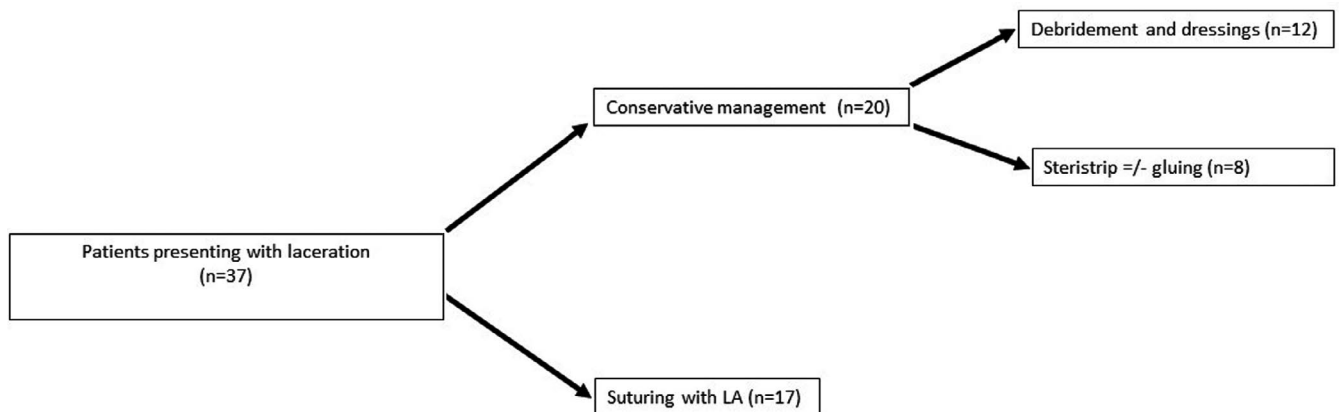 Debridement and dressings (n=12)
Conservative management (n=20)
Steristrip =/- gluing (n=8)
Patients presenting with laceration
(n=37)
Suturing with LA (n=17)